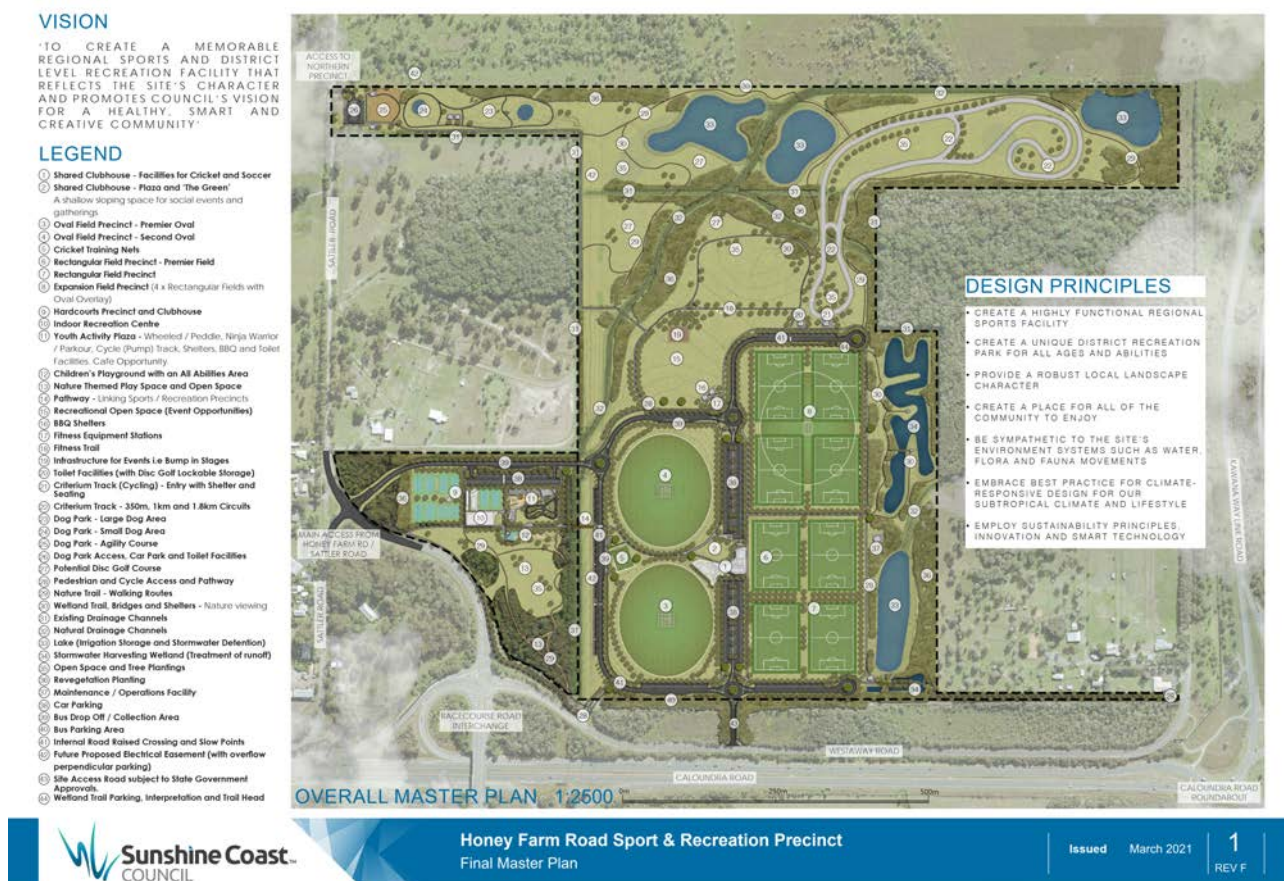 VISION
'TO CREATE A MEMORABLE
REGIONAL SPORTS AND DISTRICT
LEVEL RECREATION FACILITY THAT
REFLECTS THE SITE'S CHARACTER
AND PROMOTES COUNCIL'S VISION
FOR A HEALTHY, SMART AND
CREATIVE COMMUNITY'
LEGEND
1 Shared Clubhouse - Facilities for Cricket and Soccer
2 Shared Clubhouse - Plaza and 'The Green'
A shallow sloping space for social events and
gatherings
3 Oval Field Precinct - Premier Oval
4 Oval Field Precinct - Second Oval
5 Cricket Training Nets
6 Rectangular Field Precinct - Premier Field
7 Rectangular Field Precinct
8 Expansion Field Precinct (4 x Rectangular Fields with
Oval Overlay)
9 Hardcourts Precinct and Clubhouse
10 Indoor Recreation Centre
11 Youth Activity Plaza - Wheeled / Peddle, Ninja Warrior
/ Parkour, Cycle (Pump) Track, Shelters, BBQ and Toilet
Facilities. Cafe Opportunity
12 Children's Playground with an All Abilities Area
13 Nature Themed Play Space and Open Space
14 Pathway - Linking Sports / Recreation Precincts
15 Recreational Open Space (Event Opportunities)
16 BBQ Shelters
17 Fitness Equipment Stations
18 Fitness Trail
19 Infrastructure for Events i.e Bump in Stages
20 Toilet Facilities (with Disc Golf Lockable Storage)
21 Criterium Track (Cycling) - Entry with Shelter and
Seating
22 Criterium Track - 350m, 1km and 1.8km Circuits
23 Dog Park - Large Dog Area
24 Dog Park - Small Dog Area
25 Dog Park - Agility Course
26 Dog Park Access, Car Park and Toilet Facilities
27 Potential Disc Golf Course
28 Pedestrian and Cycle Access and Pathway
29 Nature Trail - Walking Routes
30 Wetland Trail, Bridges and Shelters - Nature viewing
31 Existing Drainage Channels
32 Natural Drainage Channels
33 Lake (Irrigation Storage and Stormwater Detention)
34 Stormwater Harvesting Wetland (Treatment of runoff)
35 Open Space and Tree Plantings
36 Revegetation Planting
37 Maintenance / Operations Facility
38 Car Parking
39 Bus Drop Off / Collection Area
40 Bus Parking Area
41 Internal Road Raised Crossing and Slow Points
42 Future Proposed Electrical Easement (with overflow
perpendicular parking)
43 Site Access Road subject to State Government
Approvals.
44 Wetland Trail Parking, Interpretation and Trail Head
ACCESS TO
NORTHERN
PRECINCT
SATTLER ROAD
MAIN ACCESS FROM
HONEY FARM RD /
SATTLER ROAD
SATTLER ROAD
RACECOURSE ROAD
INTERCHANGE
WESTAWAY ROAD
CALOUNDRA ROAD
KAWANA WAY LINK ROAD
CALOUNDRA ROAD
ROUNDABOUT
DESIGN PRINCIPLES
• CREATE A HIGHLY FUNCTIONAL REGIONAL
SPORTS FACILITY
• CREATE A UNIQUE DISTRICT RECREATION
PARK FOR ALL AGES AND ABILITIES
• PROVIDE A ROBUST LOCAL LANDSCAPE
CHARACTER
• CREATE A PLACE FOR ALL OF THE
COMMUNITY TO ENJOY
• BE SYMPATHETIC TO THE SITE'S
ENVIRONMENT SYSTEMS SUCH AS WATER,
FLORA AND FAUNA MOVEMENTS
• EMBRACE BEST PRACTICE FOR CLIMATE-
RESPONSIVE DESIGN FOR OUR
SUBTROPICAL CLIMATE AND LIFESTYLE
• EMPLOY SUSTAINABILITY PRINCIPLES,
INNOVATION AND SMART TECHNOLOGY
OVERALL MASTER PLAN 1:2500
0m 250m 500m
Sunshine Coast
COUNCIL
Honey Farm Road Sport & Recreation Precinct
Final Master Plan
Issued March 2021
1
REV F